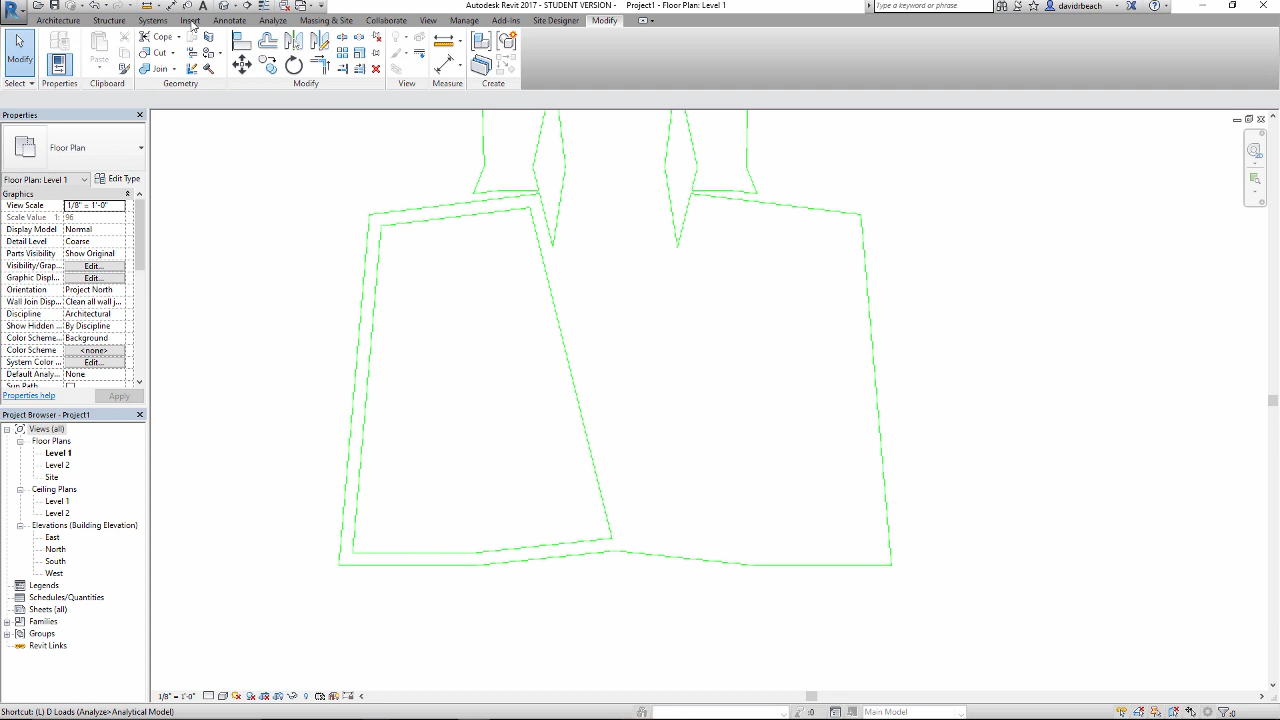 Autodesk Revit 2017 - STUDENT VERSION - Project1 - Floor Plan: Level 1
Type a keyword or phrase
davidrbeach
Architecture Structure Systems Annotate Analyze Massing & Site Collaborate View Manage Add-Ins Site Designer Modify
Modify
Properties
Paste
Cope
Cut
Join
Select Properties Clipboard Geometry Modify View Measure Create
Properties
Floor Plan
Floor Plan: Level 1 Edit Type
Graphics
View Scale 1/8" = 1'-0"
Scale Value 1: 96
Display Model Normal
Detail Level Coarse
Parts Visibility Show Original
Visibility/Grap... Edit...
Graphic Displ... Edit...
Orientation Project North
Wall Join Disp... Clean all wall j...
Discipline Architectural
Show Hidden ... By Discipline
Color Scheme... Background
Color Scheme <none>
System Color ... Edit...
Default Analy... None
Sun Path
Properties help Apply
Project Browser - Project1
Views (all)
Floor Plans
Level 1
Level 2
Site
Ceiling Plans
Level 1
Level 2
Elevations (Building Elevation)
East
North
South
West
Legends
Schedules/Quantities
Sheets (all)
Families
Groups
Revit Links
1/8" = 1'-0"
Shortcut: (L) D Loads (Analyze>Analytical Model)
:0
Main Model
:0